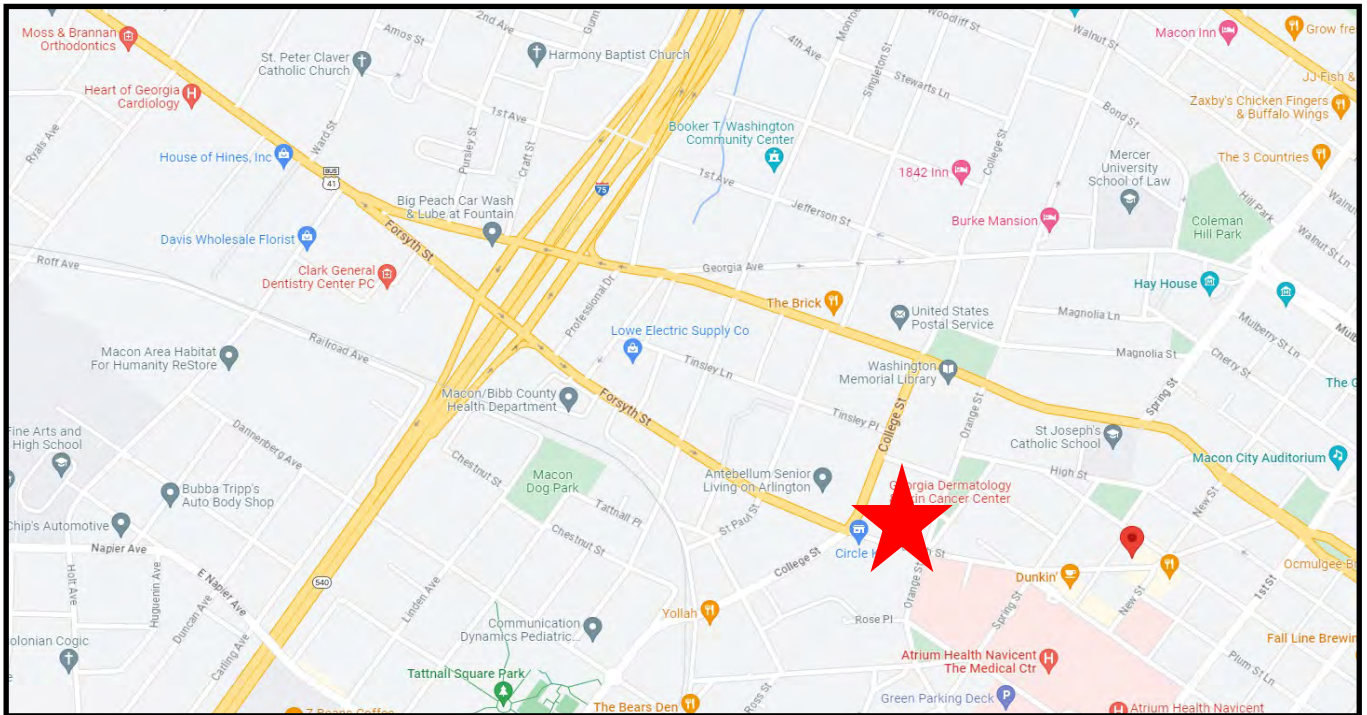 Moss & Brannan
Orthodontics
Heart of Georgia
Cardiology
Ryals Ave
House of Hines, Inc
Ward St
BUS
41
St. Peter Claver
Catholic Church
Amos St
2nd Ave
Harmony Baptist Church
1st Ave
Pursley St
Craft St
75
Big Peach Car Wash
& Lube at Fountain
Davis Wholesale Florist
Forsyth St
Clark General
Dentistry Center PC
Roff Ave
Railroad Ave
Macon Area Habitat
For Humanity ReStore
Professional Dr
Lowe Electric Supply Co
Macon/Bibb County
Health Department
Forsyth St
Tinsley Ln
Tinsley Pl
Booker T. Washington
Community Center
1st Ave
4th Ave
Singleton St
Stewarts Ln
Woodliff St
Walnut St
Macon Inn
Grow fre
JJ Fish &
Zaxby's Chicken Fingers
& Buffalo Wings
Bond St
Mercer
University
School of Law
The 3 Countries
College St
1842 Inn
Jefferson St
Burke Mansion
Coleman
Hill Park
Hill Park
Walnut St Ln
Georgia Ave
Hay House
The Brick
United States
Postal Service
Magnolia Ln
Magnolia St
Mulberry St Ln
Cherry St
Washington
Memorial Library
Spring St
College St
Orange St
St Joseph's
Catholic School
Macon City Auditorium
High St
New St
Dannenberg Ave
Fine Arts and
High School
Bubba Tripp's
Auto Body Shop
Chip's Automotive
Napier Ave
E Napier Ave
Holt Ave
Huguenin Ave
Duncan Ave
Carling Ave
540
Linden Ave
Chestnut St
Macon
Dog Park
Tattnall Pl
Chestnut St
Antebellum Senior
Living on Arlington
St Paul St
College St
Circle
Orange St
Dunkin'
New St
1st St
Ocmulgee
Spring St
Rose Pl
Yollah
Communication
Dynamics Pediatric...
Tattnall Square Park
The Bears Den
Ross St
Atrium Health Navicent
The Medical Ctr
Green Parking Deck
Atrium Health Navicent
Plum St Ln
Fall Line Brewin
olonian Cogic